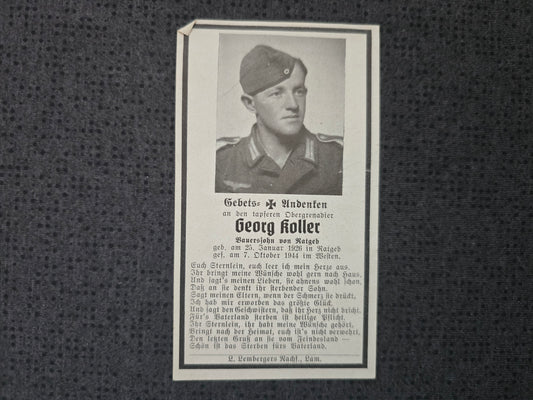 Gebets- Andenken
an den tapferen Obergrenadier
Georg Koller
Bauersohn von Ratgeb
geb. am 25. Januar 1926 in Ratgeb
gef. am 7. Oktober 1944 im Westen.
Euch Sternlein, euch leer ich mein Herze aus.
Ihr bringt meine Wünsche wohl gern nach Haus.
Und sagt's meinen Lieben, sie ahnens wohl schon,
Daß an sie denkt ihr sterbender Sohn.
Sagt meinen Eltern, wenn der Schmerz sie drückt,
Ich hab mir erworben das größte Glück.
Und sagt den Geschwistern, daß ihr Herz nicht bricht.
Für's Vaterland sterben ist heilige Pflicht.
Ihr Sternlein, ihr habt meine Wünsche gehört,
Bringt nach der Heimat, euch ist's nicht verwehrt,
Den letzten Gruß an sie vom Feindesland —
Schön ist das Sterben fürs Vaterland.
L. Lembergers Nachf., Lam.